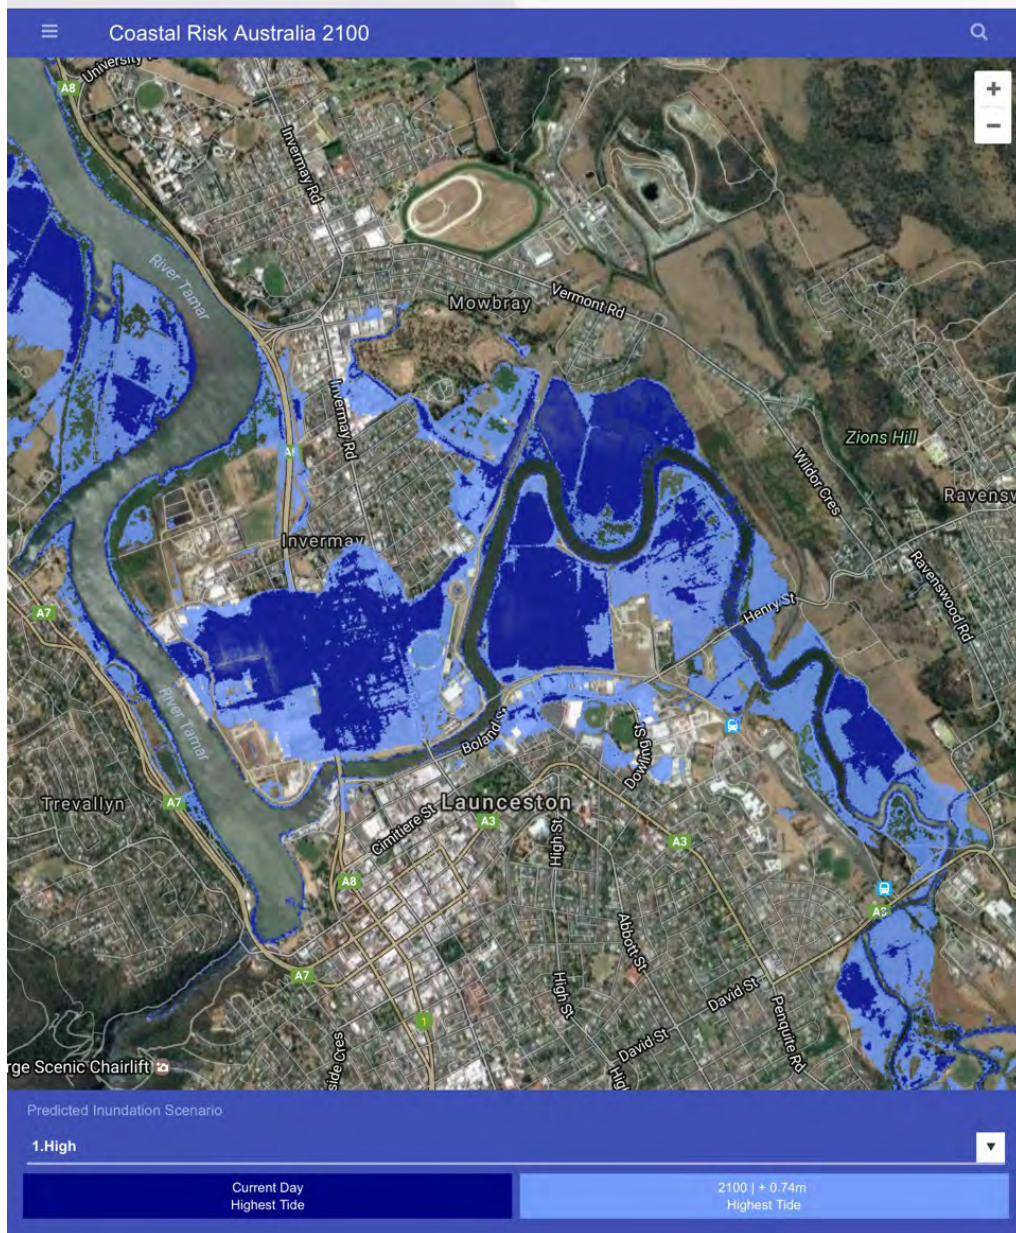 Coastal Risk Australia 2100
A8
University
Invermay Rd
River Tamar
Mowbray
Vermont Rd
Invermay Rd
Zions Hill
Wildor Cres
Ravensw
Invermay
Ravenswood Rd
A7
Henry St
River Tamar
Boland St
Dowling St
Trevallyn
A7
Launceston
Cimitiere St
A3
High St
A3
A8
Abbott St
A7
High St
David St
1
Penquite Rd
David St
side Cres
High
rge Scenic Chairlift
Predicted Inundation Scenario
1.High
Current Day
Highest Tide
2100 | + 0.74m
Highest Tide